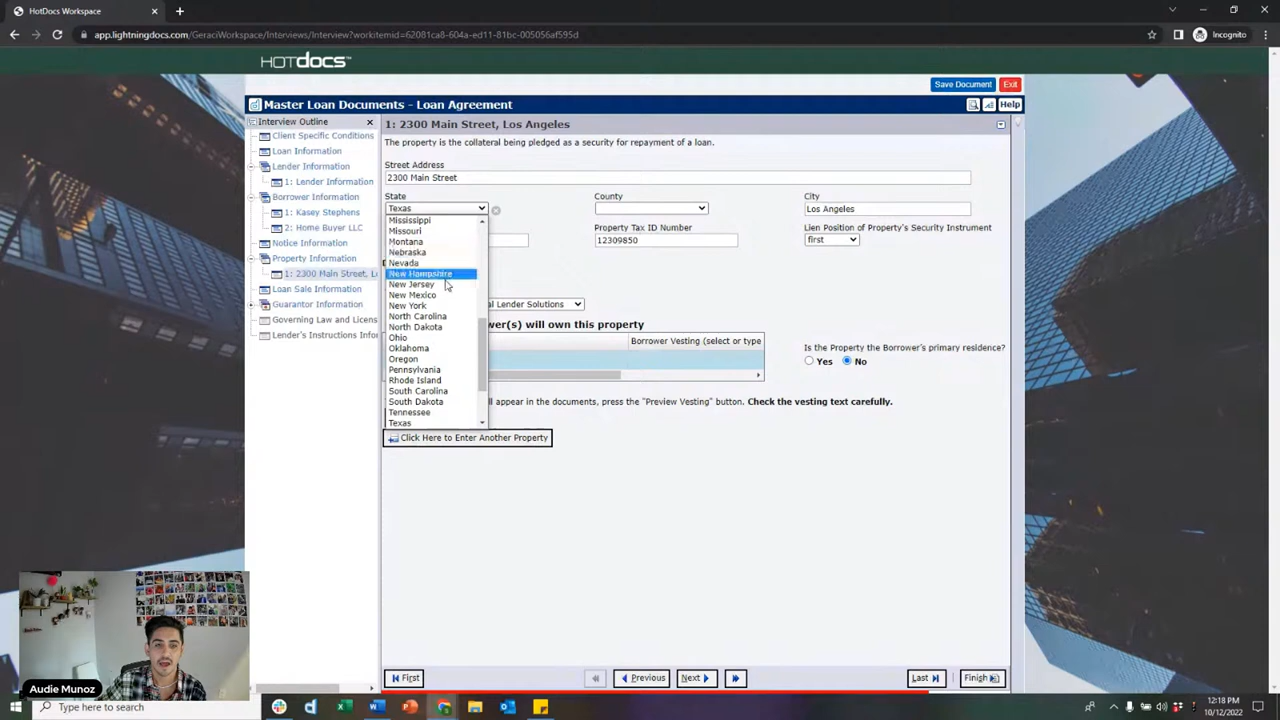 HotDocs Workspace
Incognito
app.lightningdocs.com/GeraciWorkspace/Interviews/Interview?workitemid=62081ca8-604a-ed11-81bc-005056afd95d
HOTDOCS
Save Document
Exit
Master Loan Documents - Loan Agreement
Help
Interview Outline
Client Specific Conditions
Loan Information
Lender Information
1: Lender Information
Borrower Information
1: Kasey Stephens
2: Home Buyer LLC
Notice Information
Property Information
1: 2300 Main Street, L
Loan Sale Information
Guarantor Information
Governing Law and Licens
Lender's Instructions Infor
1: 2300 Main Street, Los Angeles
The property is the collateral being pledged as a security for repayment of a loan.
Street Address
2300 Main Street
State
County
City
Texas
Los Angeles
Mississippi
Missouri
Montana
Nebraska
Nevada
New Hampshire
New Jersey
New Mexico
New York
North Carolina
North Dakota
Ohio
Oklahoma
Oregon
Pennsylvania
Rhode Island
South Carolina
South Dakota
Tennessee
Texas
Property Tax ID Number
12309850
Lien Position of Property's Security Instrument
first
al Lender Solutions
wer(s) will own this property
Borrower Vesting (select or type
Is the Property the Borrower's primary residence?
Yes
No
ll appear in the documents, press the "Preview Vesting" button. Check the vesting text carefully.
Click Here to Enter Another Property
First
Previous
Next
Last
Finish
Audie Munoz
Type here to search
12:18 PM
10/12/2022